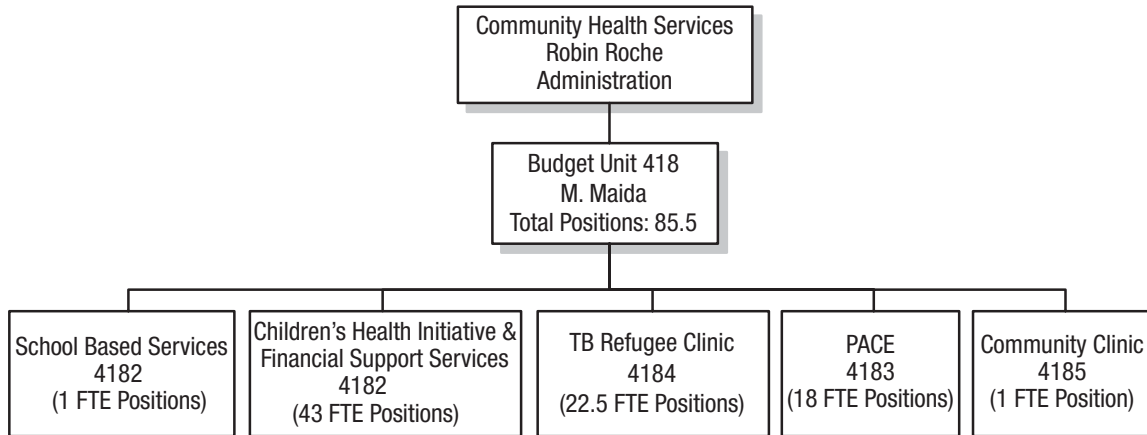 Community Health Services
Robin Roche
Administration
Budget Unit 418
M. Maida
Total Positions: 85.5
School Based Services
4182
(1 FTE Positions)
Children’s Health Initiative &
Financial Support Services
4182
(43 FTE Positions)
TB Refugee Clinic
4184
(22.5 FTE Positions)
PACE
4183
(18 FTE Positions)
Community Clinic
4185
(1 FTE Position)